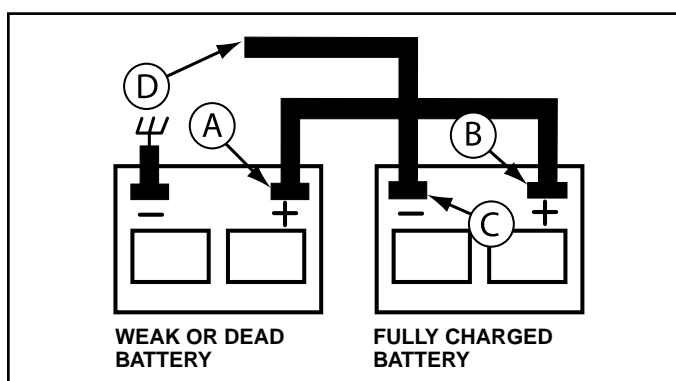 D
A
B
C
−
+
−
+
WEAK OR DEAD
BATTERY
FULLY CHARGED
BATTERY